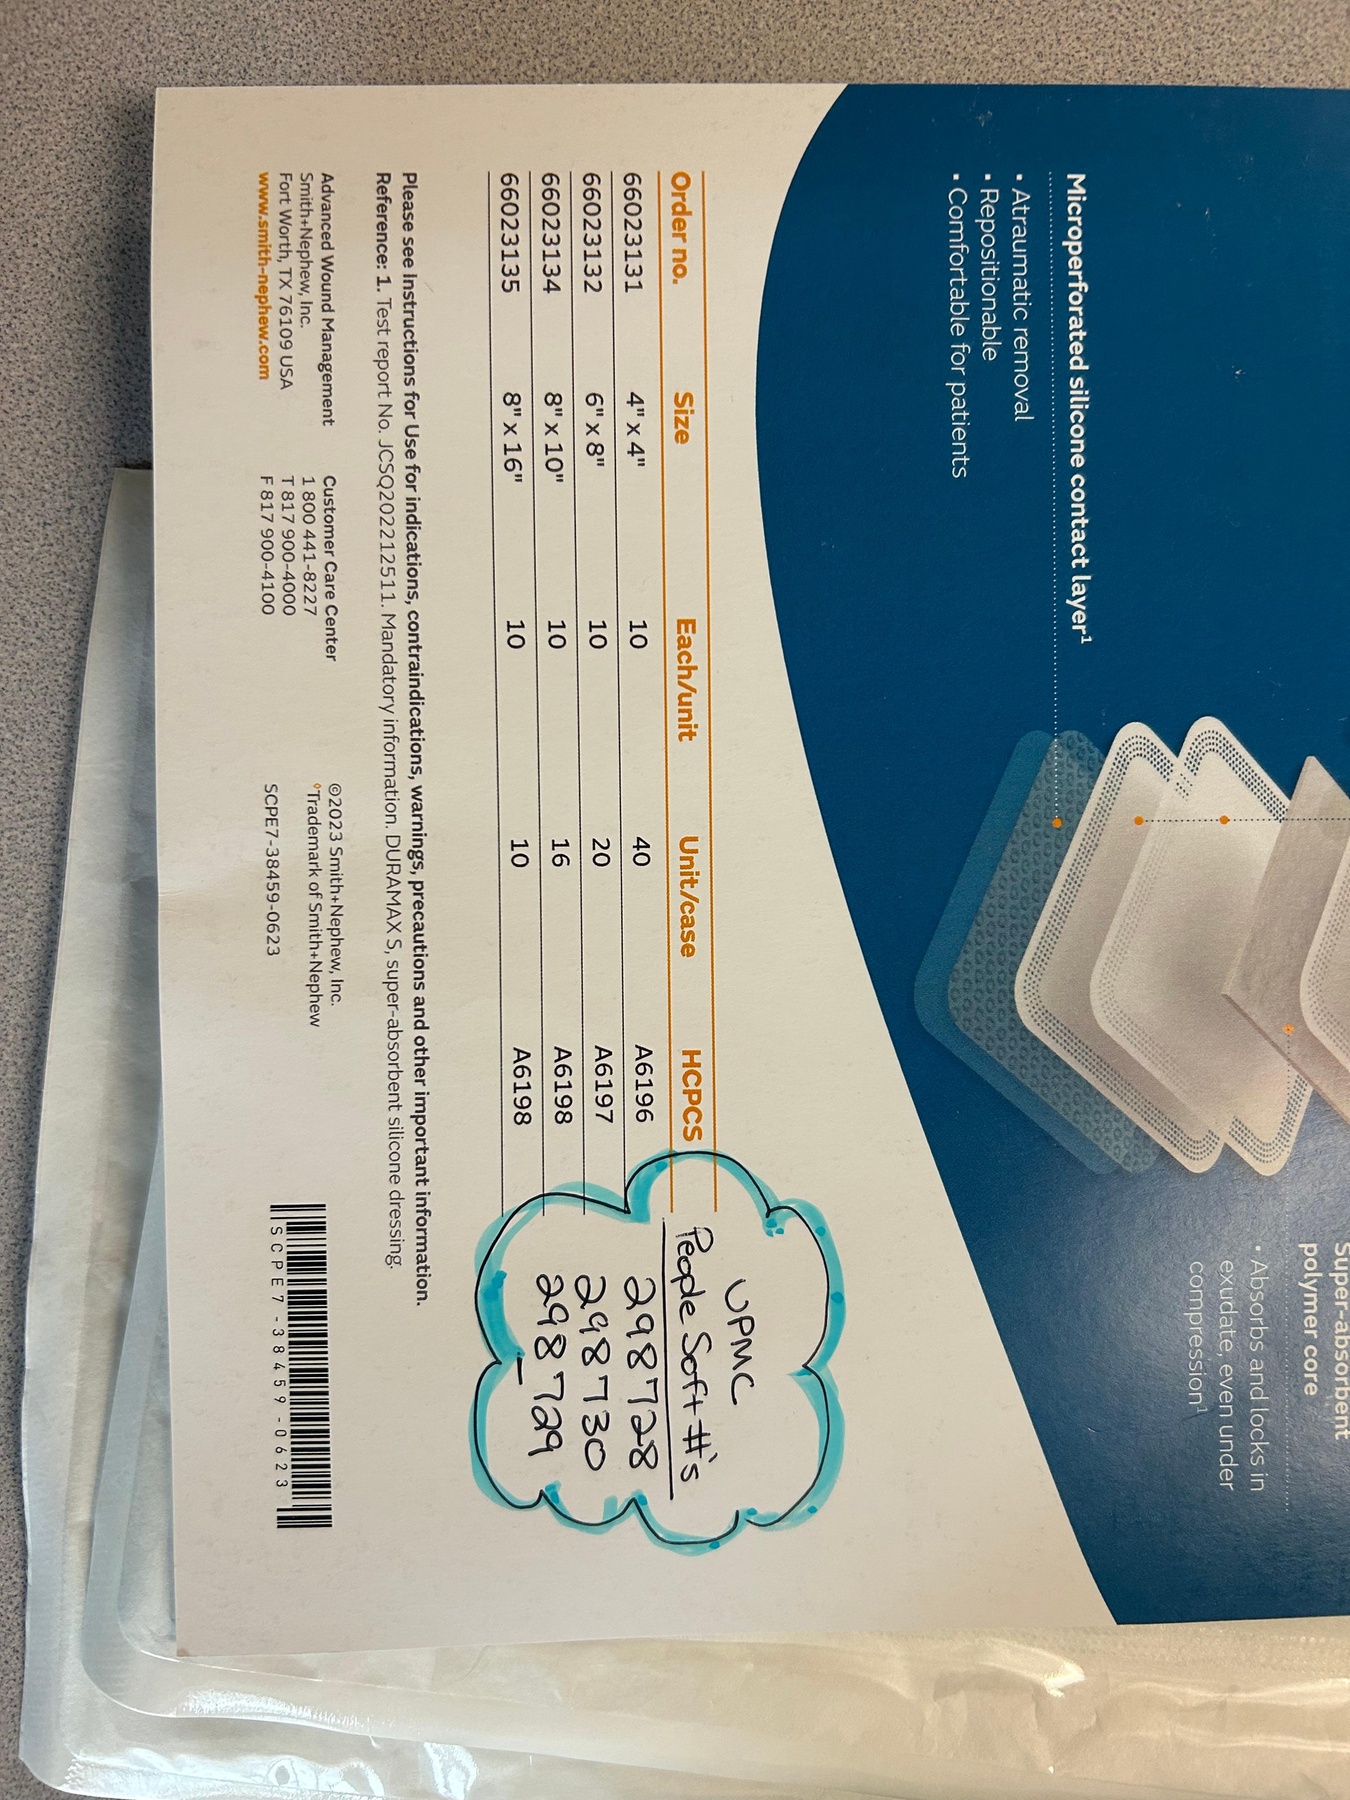 Super-absorbent
polymer core
• Absorbs and locks in
exudate, even under
compression¹
Microperforated silicone contact layer¹
• Atraumatic removal
• Repositionable
• Comfortable for patients
UPMC
Order no. Size Each/unit Unit/case HCPCS People Soft #'s
66023131 4" x 4" 10 40 A6196 298728
66023132 6" x 8" 10 20 A6197 298730
66023134 8" x 10" 10 16 A6198 298729
66023135 8" x 16" 10 10 A6198 –
Please see Instructions for Use for indications, contraindications, warnings, precautions and other important information.
Reference: 1. Test report No. JCSQ202212511. Mandatory information. DURAMAX S, super-absorbent silicone dressing.
Advanced Wound Management
Smith+Nephew, Inc.
Fort Worth, TX 76109 USA
www.smith-nephew.com
Customer Care Center
1 800 441-8227
T 817 900-4000
F 817 900-4100
©2023 Smith+Nephew, Inc.
◊Trademark of Smith+Nephew
SCPE7-38459-0623
SCPE7-38459-0623